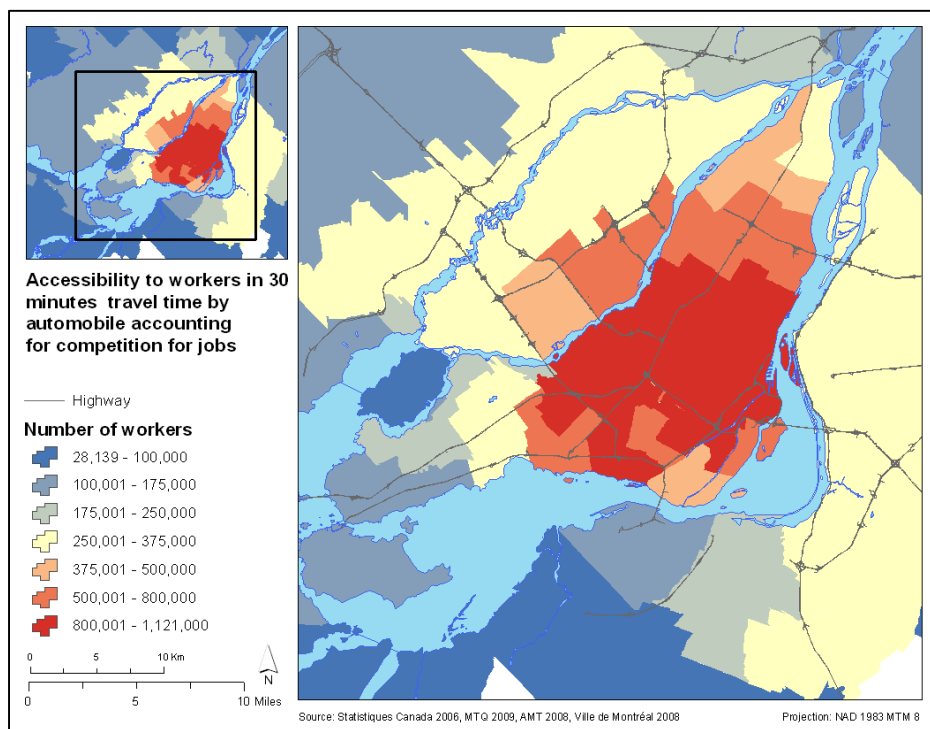 Accessibility to workers in 30
minutes travel time by
automobile accounting
for competition for jobs
Highway
Number of workers
28,139 - 100,000
100,001 - 175,000
175,001 - 250,000
250,001 - 375,000
375,001 - 500,000
500,001 - 800,000
800,001 - 1,121,000
0 5 10 Km
N
0 5 10 Miles
Source: Statistiques Canada 2006, MTQ 2009, AMT 2008, Ville de Montréal 2008 Projection: NAD 1983 MTM 8